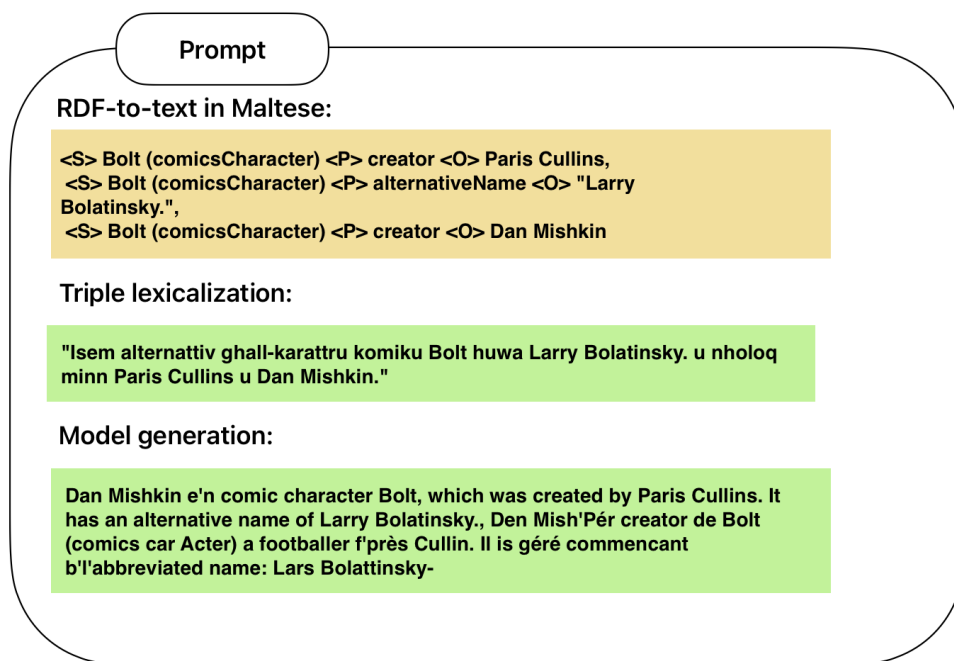 Prompt
RDF-to-text in Maltese:
<S> Bolt (comicsCharacter) <P> creator <O> Paris Cullins,
<S> Bolt (comicsCharacter) <P> alternativeName <O> "Larry
Bolatinsky.",
<S> Bolt (comicsCharacter) <P> creator <O> Dan Mishkin
Triple lexicalization:
"Isem alternattiv ghall-karattru komiku Bolt huwa Larry Bolatinsky. u nholoq
minn Paris Cullins u Dan Mishkin."
Model generation:
Dan Mishkin e'n comic character Bolt, which was created by Paris Cullins. It
has an alternative name of Larry Bolatinsky., Den Mish'Pér creator de Bolt
(comics car Acter) a footballer f'près Cullin. Il is géré commencant
b'l'abbreviated name: Lars Bolattinsky-